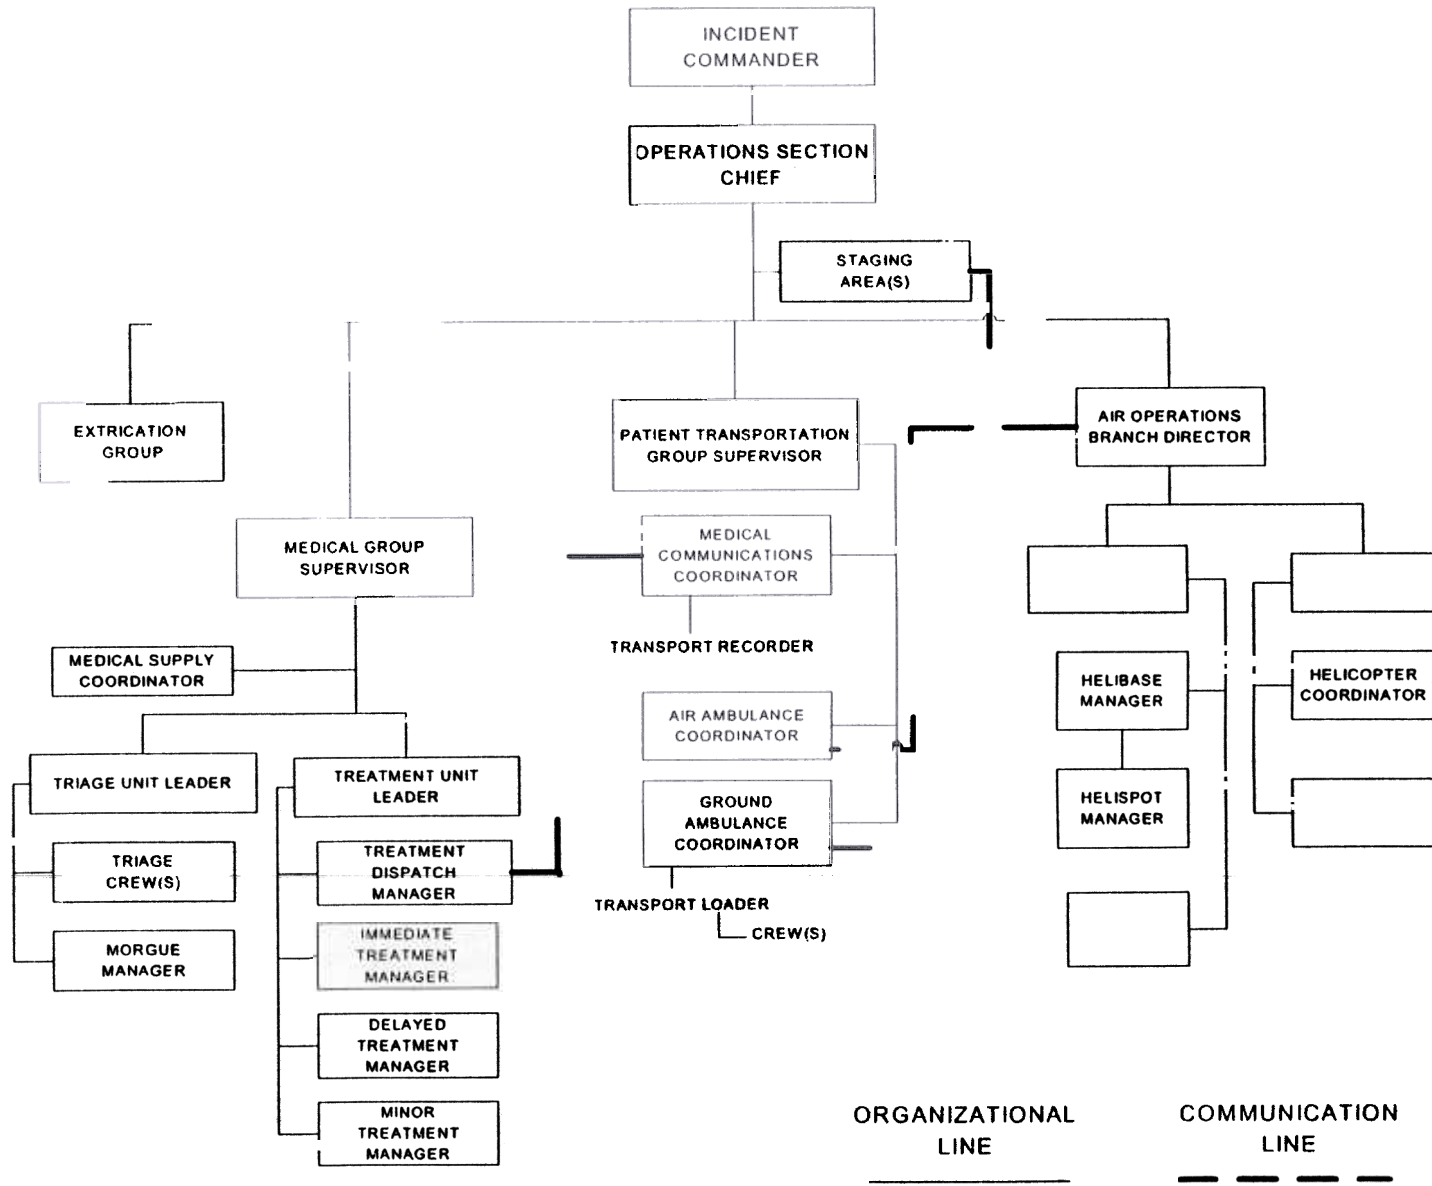 INCIDENT
COMMANDER
OPERATIONS SECTION
CHIEF
STAGING
AREA(S)
EXTRICATION
GROUP
PATIENT TRANSPORTATION
GROUP SUPERVISOR
AIR OPERATIONS
BRANCH DIRECTOR
MEDICAL GROUP
SUPERVISOR
MEDICAL
COMMUNICATIONS
COORDINATOR
TRANSPORT RECORDER
MEDICAL SUPPLY
COORDINATOR
HELIBASE
MANAGER
HELICOPTER
COORDINATOR
AIR AMBULANCE
COORDINATOR
TRIAGE UNIT LEADER
TREATMENT UNIT
LEADER
GROUND
AMBULANCE
COORDINATOR
HELISPOT
MANAGER
TRIAGE
CREW(S)
TREATMENT
DISPATCH
MANAGER
TRANSPORT LOADER
CREW(S)
MORGUE
MANAGER
IMMEDIATE
TREATMENT
MANAGER
DELAYED
TREATMENT
MANAGER
MINOR
TREATMENT
MANAGER
ORGANIZATIONAL
LINE
COMMUNICATION
LINE